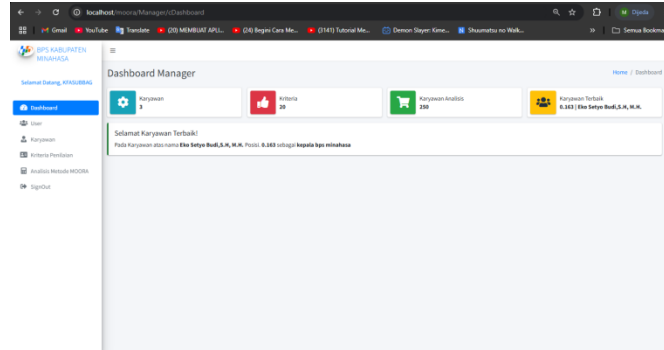 localhost/moora/Manager/cDashboard
Dijeda
Gmail
YouTube
Translate
(20) MEMBUAT APLI...
(24) Begini Cara Me...
(3141) Tutorial Me...
Demon Slayer: Kime...
Shuumatsu no Walk...
»
Semua Bookma
BPS KABUPATEN
MINAHASA
Selamat Datang, KFASUBBAG
Dashboard
User
Karyawan
Kriteria Penilaian
Analisis Metode MOORA
SignOut
Dashboard Manager
Home / Dashboard
Karyawan
3
Kriteria
20
Karyawan Analisis
250
Karyawan Terbaik
0.163 | Eko Setyo Budi,S.H, M.H.
Selamat Karyawan Terbaik!
Pada Karyawan atas nama Eko Setyo Budi,S.H, M.H. Posisi. 0.163 sebagai kepala bps minahasa